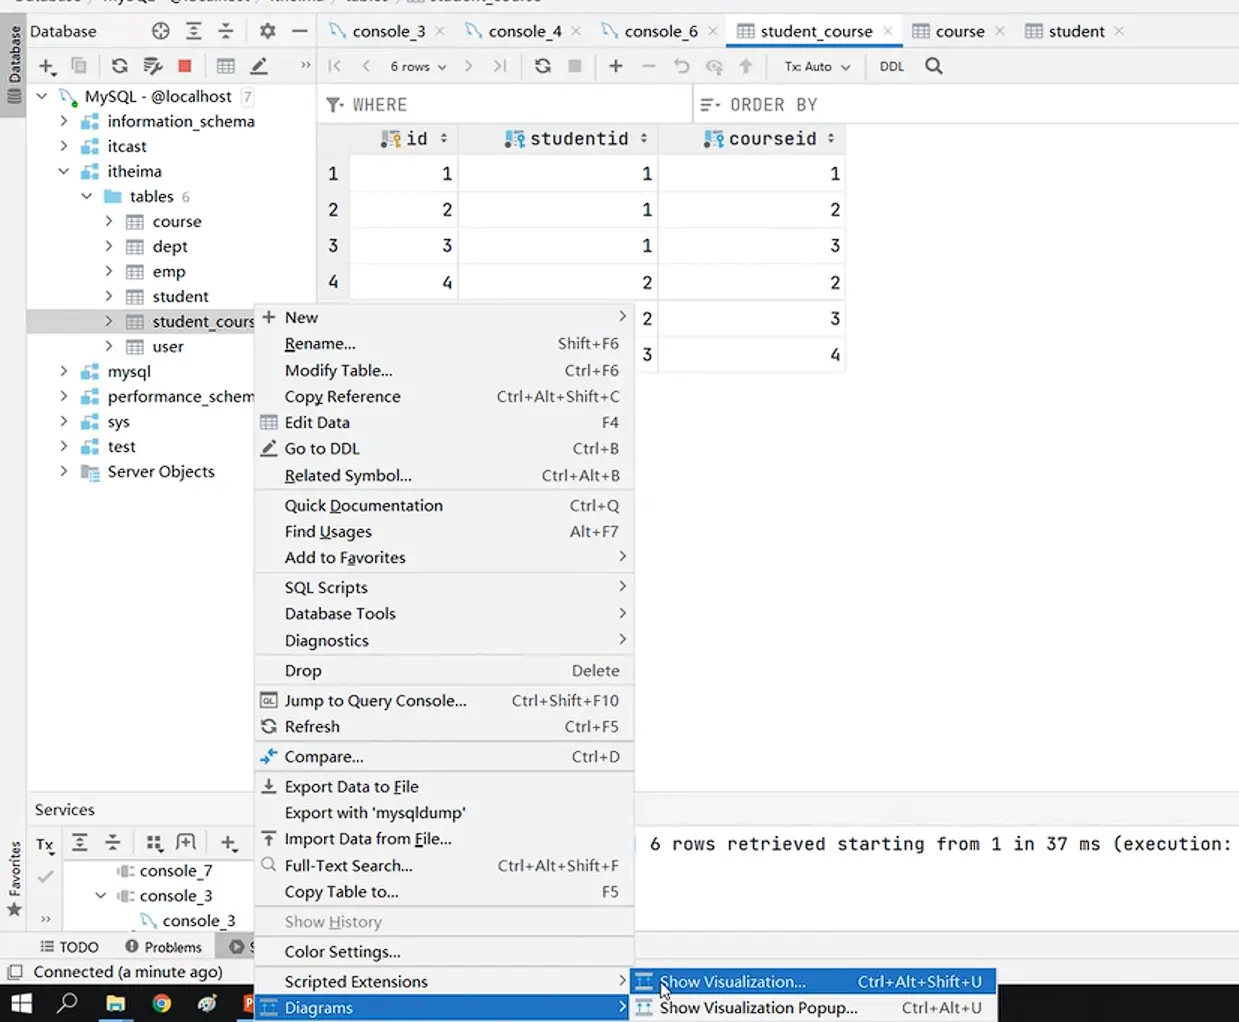 Database
console_3
console_4
console_6
student_course
course
student
6 rows
Tx: Auto
DDL
Database
MySQL - @localhost 7
information_schema
itcast
itheima
tables 6
course
dept
emp
student
student_cours
user
mysql
performance_schem
sys
test
Server Objects
WHERE
ORDER BY
id studentid courseid
1 1 1 1
2 2 1 2
3 3 1 3
4 4 2 2
2 3
3 4
New
Rename... Shift+F6
Modify Table... Ctrl+F6
Copy Reference Ctrl+Alt+Shift+C
Edit Data F4
Go to DDL Ctrl+B
Related Symbol... Ctrl+Alt+B
Quick Documentation Ctrl+Q
Find Usages Alt+F7
Add to Favorites
SQL Scripts
Database Tools
Diagnostics
Drop Delete
Jump to Query Console... Ctrl+Shift+F10
Refresh Ctrl+F5
Compare... Ctrl+D
Export Data to File
Export with 'mysqldump'
Import Data from File...
Full-Text Search... Ctrl+Alt+Shift+F
Copy Table to... F5
Show History
Color Settings...
Scripted Extensions
Diagrams
Show Visualization... Ctrl+Alt+Shift+U
Show Visualization Popup... Ctrl+Alt+U
Services
Tx
console_7
console_3
console_3
6 rows retrieved starting from 1 in 37 ms (execution:
Favorites
TODO
Problems
Connected (a minute ago)